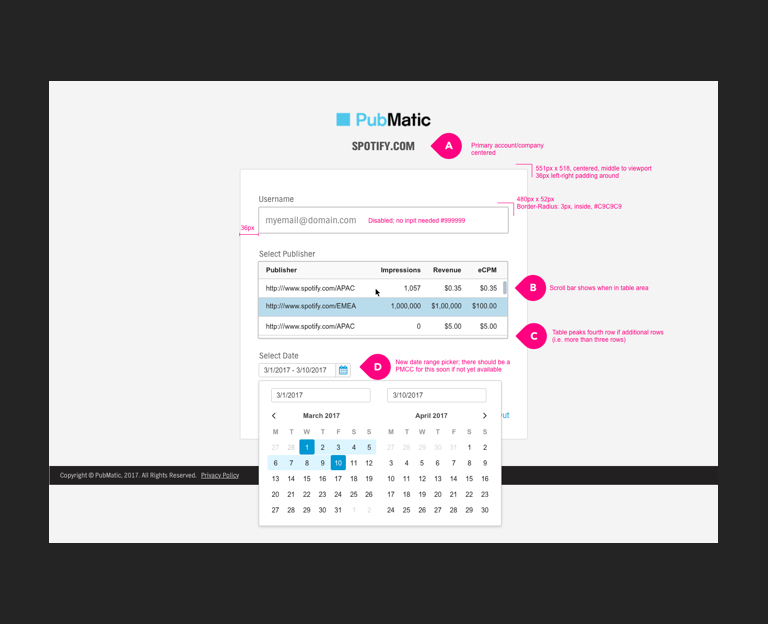 PubMatic
SPOTIFY.COM
A
Primary account/company
centered
551px x 518, centered, middle to viewport
36px left-right padding around
Username
480px x 52px
Border-Radius: 3px, inside, #C9C9C9
myemail@domain.com
Disabled; no inpit needed #999999
36px
Select Publisher
Publisher Impressions Revenue eCPM
http://www.spotify.com/APAC 1,057 $0.35 $0.35
B
Scroll bar shows when in table area
http://www.spotify.com/EMEA 1,000,000 $1.00,000 $100.00
http://www.spotify.com/APAC 0 $5.00 $5.00
C
Table peaks fourth row if additional rows
(i.e. more than three rows)
Select Date
3/1/2017 - 3/10/2017
D
New date range picker; there should be a
PMCC for this soon if not yet available
3/1/2017 3/10/2017
March 2017 April 2017
ut
M T W T F S S M T W T F S S
27 28 1 2 3 4 5 27 28 29 30 31 1 2
6 7 8 9 10 11 12 3 4 5 6 7 8 9
13 14 15 16 17 18 19 10 11 12 13 14 15 16
20 21 22 23 24 25 26 17 18 19 20 21 22 23
27 28 29 30 31 1 2 24 25 26 27 28 29 30
Copyright © PubMatic, 2017. All Rights Reserved. Privacy Policy